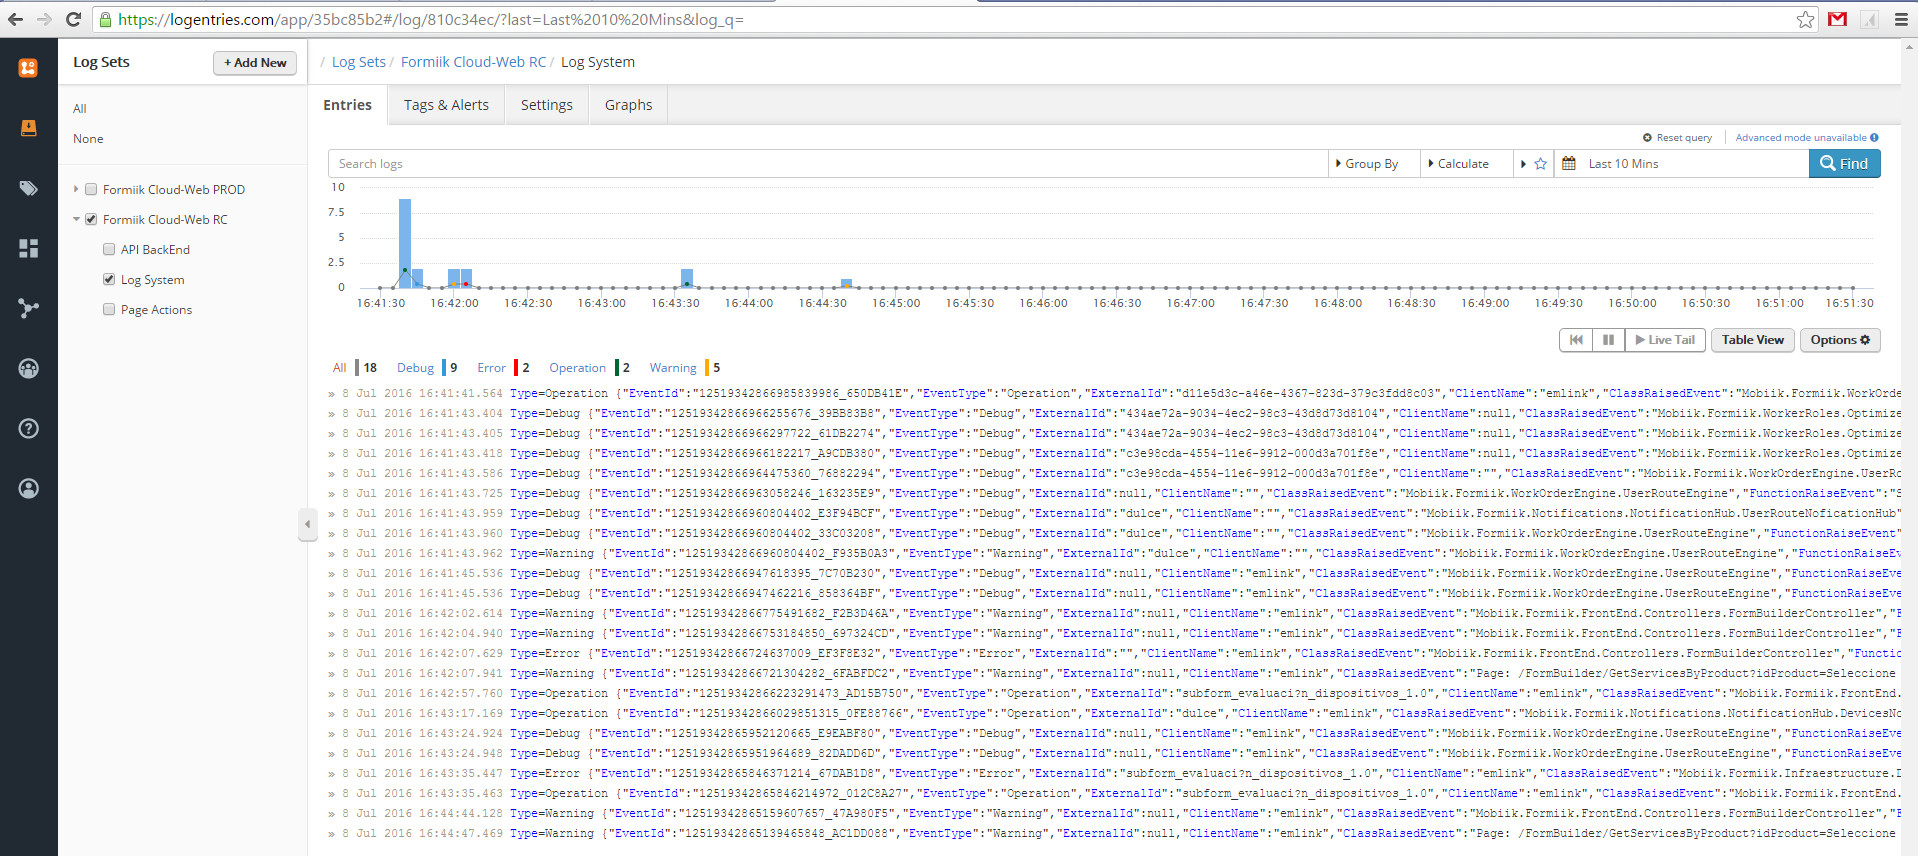 https://logentries.com/app/35bc85b2#/log/810c34ec/?last=Last%2010%20Mins&log_q=
Log Sets
+ Add New
/ Log Sets / Formiik Cloud-Web RC / Log System
All
None
Formiik Cloud-Web PROD
Formiik Cloud-Web RC
API BackEnd
Log System
Page Actions
Entries
Tags & Alerts
Settings
Graphs
Reset query
Advanced mode unavailable
Search logs
Group By
Calculate
Last 10 Mins
Find
10
7.5
5
2.5
0
16:41:30 16:42:00 16:42:30 16:43:00 16:43:30 16:44:00 16:44:30 16:45:00 16:45:30 16:46:00 16:46:30 16:47:00 16:47:30 16:48:00 16:48:30 16:49:00 16:49:30 16:50:00 16:50:30 16:51:00 16:51:30
Live Tail
Table View
Options
All 18 Debug 9 Error 2 Operation 2 Warning 5
» 8 Jul 2016 16:41:41.564 Type=Operation {"EventId":"12519342866985839986_650DB41E","EventType":"Operation","ExternalId":"d11e5d3c-a46e-4367-823d-379c3fdd8c03","ClientName":"emlink","ClassRaisedEvent":"Mobiik.Formiik.WorkOrde
» 8 Jul 2016 16:41:43.404 Type=Debug {"EventId":"12519342866966255676_39BB83B8","EventType":"Debug","ExternalId":"434ae72a-9034-4ec2-98c3-43d8d73d8104","ClientName":null,"ClassRaisedEvent":"Mobiik.Formiik.WorkerRoles.Optimize
» 8 Jul 2016 16:41:43.405 Type=Debug {"EventId":"12519342866966297722_61DB2274","EventType":"Debug","ExternalId":"434ae72a-9034-4ec2-98c3-43d8d73d8104","ClientName":null,"ClassRaisedEvent":"Mobiik.Formiik.WorkerRoles.Optimize
» 8 Jul 2016 16:41:43.418 Type=Debug {"EventId":"12519342866966182217_A9CDB380","EventType":"Debug","ExternalId":"c3e98cda-4554-11e6-9912-000d3a701f8e","ClientName":null,"ClassRaisedEvent":"Mobiik.Formiik.WorkerRoles.Optimize
» 8 Jul 2016 16:41:43.586 Type=Debug {"EventId":"12519342866964475360_76882294","EventType":"Debug","ExternalId":"c3e98cda-4554-11e6-9912-000d3a701f8e","ClientName":"","ClassRaisedEvent":"Mobiik.Formiik.WorkOrderEngine.UserRo
» 8 Jul 2016 16:41:43.725 Type=Debug {"EventId":"12519342866963058246_163235E9","EventType":"Debug","ExternalId":null,"ClientName":"","ClassRaisedEvent":"Mobiik.Formiik.WorkOrderEngine.UserRouteEngine","FunctionRaiseEvent":"S
» 8 Jul 2016 16:41:43.959 Type=Debug {"EventId":"12519342866960804402_E3F94BCF","EventType":"Debug","ExternalId":"dulce","ClientName":"","ClassRaisedEvent":"Mobiik.Formiik.Notifications.NotificationHub.UserRouteNoficationHub"
» 8 Jul 2016 16:41:43.960 Type=Debug {"EventId":"12519342866960804402_33C03208","EventType":"Debug","ExternalId":"dulce","ClientName":"","ClassRaisedEvent":"Mobiik.Formiik.WorkOrderEngine.UserRouteEngine","FunctionRaiseEvent"
» 8 Jul 2016 16:41:43.962 Type=Warning {"EventId":"12519342866960804402_F935B0A3","EventType":"Warning","ExternalId":"dulce","ClientName":"","ClassRaisedEvent":"Mobiik.Formiik.WorkOrderEngine.UserRouteEngine","FunctionRaiseEv
» 8 Jul 2016 16:41:45.536 Type=Debug {"EventId":"12519342866947618395_7C70B230","EventType":"Debug","ExternalId":null,"ClientName":"emlink","ClassRaisedEvent":"Mobiik.Formiik.WorkOrderEngine.UserRouteEngine","FunctionRaiseEve
» 8 Jul 2016 16:41:45.536 Type=Debug {"EventId":"12519342866947462216_858364BF","EventType":"Debug","ExternalId":null,"ClientName":"emlink","ClassRaisedEvent":"Mobiik.Formiik.WorkOrderEngine.UserRouteEngine","FunctionRaiseEve
» 8 Jul 2016 16:42:02.614 Type=Warning {"EventId":"12519342866775491682_F2B3D46A","EventType":"Warning","ExternalId":null,"ClientName":"emlink","ClassRaisedEvent":"Mobiik.Formiik.FrontEnd.Controllers.FormBuilderController","F
» 8 Jul 2016 16:42:04.940 Type=Warning {"EventId":"12519342866753184850_697324CD","EventType":"Warning","ExternalId":null,"ClientName":"emlink","ClassRaisedEvent":"Mobiik.Formiik.FrontEnd.Controllers.FormBuilderController","F
» 8 Jul 2016 16:42:07.629 Type=Error {"EventId":"12519342866724637009_EF3F8E32","EventType":"Error","ExternalId":"","ClientName":"emlink","ClassRaisedEvent":"Mobiik.Formiik.FrontEnd.Controllers.FormBuilderController","Functio
» 8 Jul 2016 16:42:07.941 Type=Warning {"EventId":"12519342866721304282_6FABFDC2","EventType":"Warning","ExternalId":null,"ClientName":"emlink","ClassRaisedEvent":"Page: /FormBuilder/GetServicesByProduct?idProduct=Seleccione
» 8 Jul 2016 16:42:57.760 Type=Operation {"EventId":"12519342866223291473_AD15B750","EventType":"Operation","ExternalId":"subform_evaluaci?n_dispositivos_1.0","ClientName":"emlink","ClassRaisedEvent":"Mobiik.Formiik.FrontEnd.
» 8 Jul 2016 16:43:17.169 Type=Operation {"EventId":"12519342866029851315_0FE88766","EventType":"Operation","ExternalId":"dulce","ClientName":"emlink","ClassRaisedEvent":"Mobiik.Formiik.Notifications.NotificationHub.DevicesNo
» 8 Jul 2016 16:43:24.924 Type=Debug {"EventId":"12519342865952120665_E9EABF80","EventType":"Debug","ExternalId":null,"ClientName":"emlink","ClassRaisedEvent":"Mobiik.Formiik.WorkOrderEngine.UserRouteEngine","FunctionRaiseEve
» 8 Jul 2016 16:43:24.948 Type=Debug {"EventId":"12519342865951964689_82DADD6D","EventType":"Debug","ExternalId":null,"ClientName":"emlink","ClassRaisedEvent":"Mobiik.Formiik.WorkOrderEngine.UserRouteEngine","FunctionRaiseEve
» 8 Jul 2016 16:43:35.447 Type=Error {"EventId":"12519342865846371214_67DAB1D8","EventType":"Error","ExternalId":"subform_evaluaci?n_dispositivos_1.0","ClientName":"emlink","ClassRaisedEvent":"Mobiik.Formiik.Infraestructure.D
» 8 Jul 2016 16:43:35.463 Type=Operation {"EventId":"12519342865846214972_012C8A27","EventType":"Operation","ExternalId":"subform_evaluaci?n_dispositivos_1.0","ClientName":"emlink","ClassRaisedEvent":"Mobiik.Formiik.FrontEnd.
» 8 Jul 2016 16:44:44.128 Type=Warning {"EventId":"12519342865159607657_47A980F5","EventType":"Warning","ExternalId":null,"ClientName":"emlink","ClassRaisedEvent":"Mobiik.Formiik.FrontEnd.Controllers.FormBuilderController","F
» 8 Jul 2016 16:44:47.469 Type=Warning {"EventId":"12519342865139465848_AC1DD088","EventType":"Warning","ExternalId":null,"ClientName":"emlink","ClassRaisedEvent":"Page: /FormBuilder/GetServicesByProduct?idProduct=Seleccione